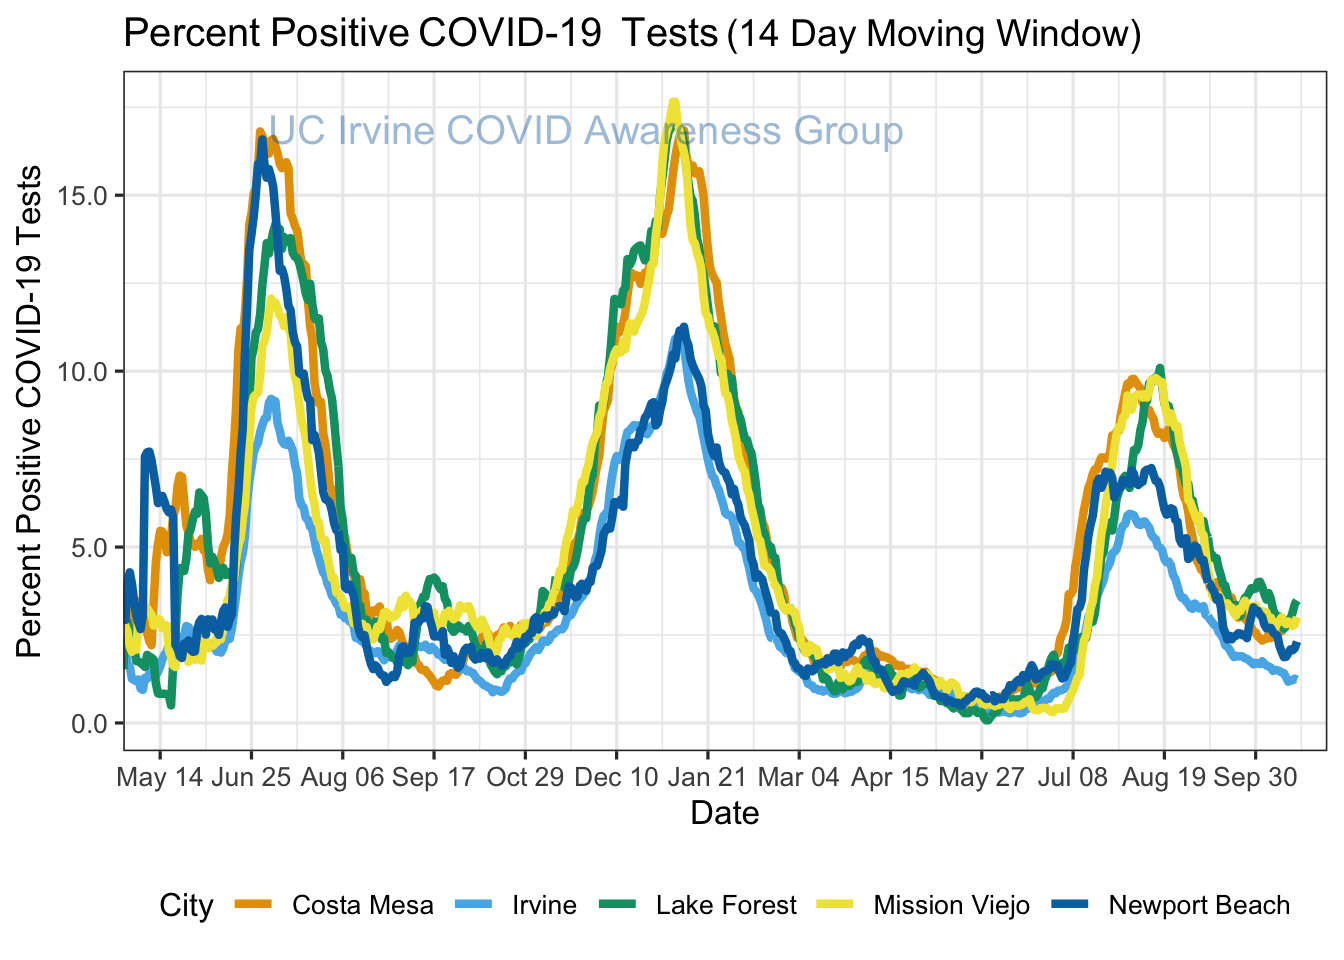 Percent Positive COVID-19 Tests (14 Day Moving Window)
UC Irvine COVID Awareness Group
Percent Positive COVID-19 Tests
15.0
10.0
5.0
0.0
May 14 Jun 25 Aug 06 Sep 17 Oct 29 Dec 10 Jan 21 Mar 04 Apr 15 May 27 Jul 08 Aug 19 Sep 30
Date
City Costa Mesa Irvine Lake Forest Mission Viejo Newport Beach